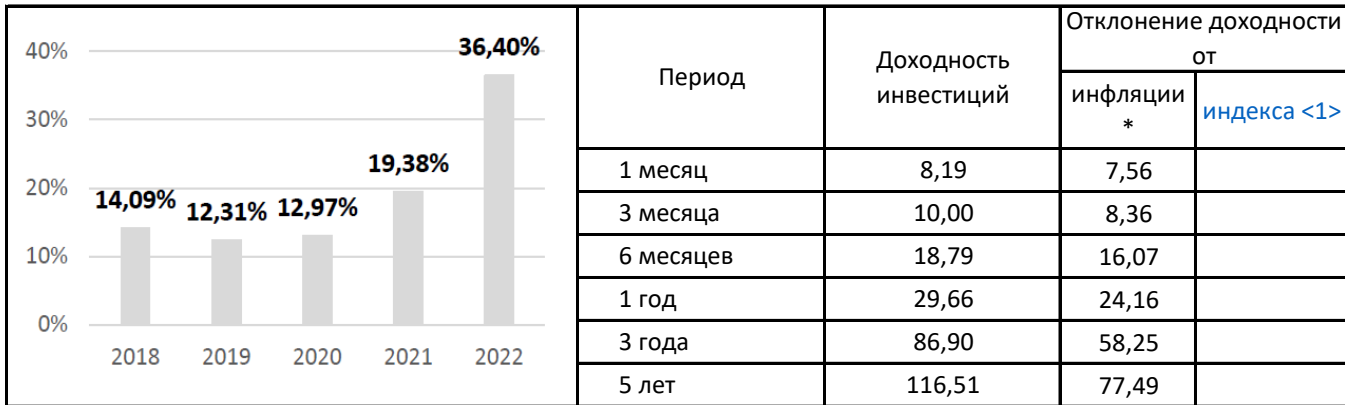 40%
30%
20%
10%
0%
14,09%
12,31%
12,97%
19,38%
36,40%
2018 2019 2020 2021 2022
Период
Доходность
инвестиций
Отклонение доходности
от
инфляции
*
индекса <1>
1 месяц 8,19 7,56
3 месяца 10,00 8,36
6 месяцев 18,79 16,07
1 год 29,66 24,16
3 года 86,90 58,25
5 лет 116,51 77,49